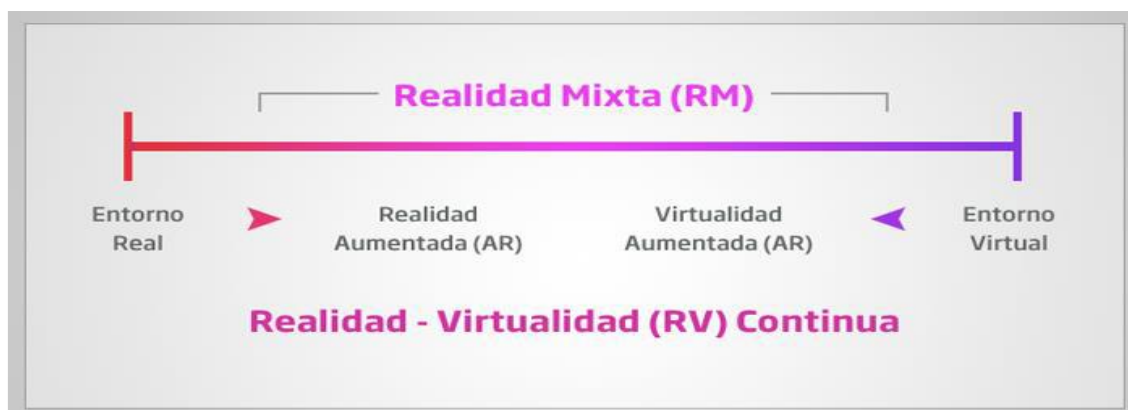 Realidad Mixta (RM)
Entorno
Real
Realidad
Aumentada (AR)
Virtualidad
Aumentada (AR)
Entorno
Virtual
Realidad - Virtualidad (RV) Continua